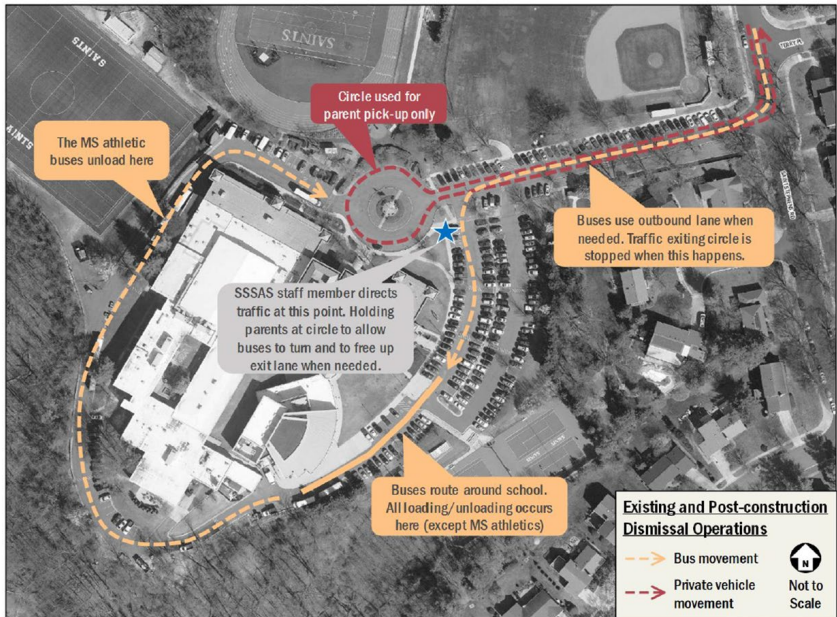 SAINTS
SAINTS
Circle used for
parent pick-up only
The MS athletic
buses unload here
Buses use outbound lane when
needed. Traffic exiting circle is
stopped when this happens.
SSSAS staff member directs
traffic at this point. Holding
parents at circle to allow
buses to turn and to free up
exit lane when needed.
Buses route around school.
All loading/unloading occurs
here (except MS athletics)
Existing and Post-construction
Dismissal Operations
Bus movement
Private vehicle
movement
N
Not to
Scale